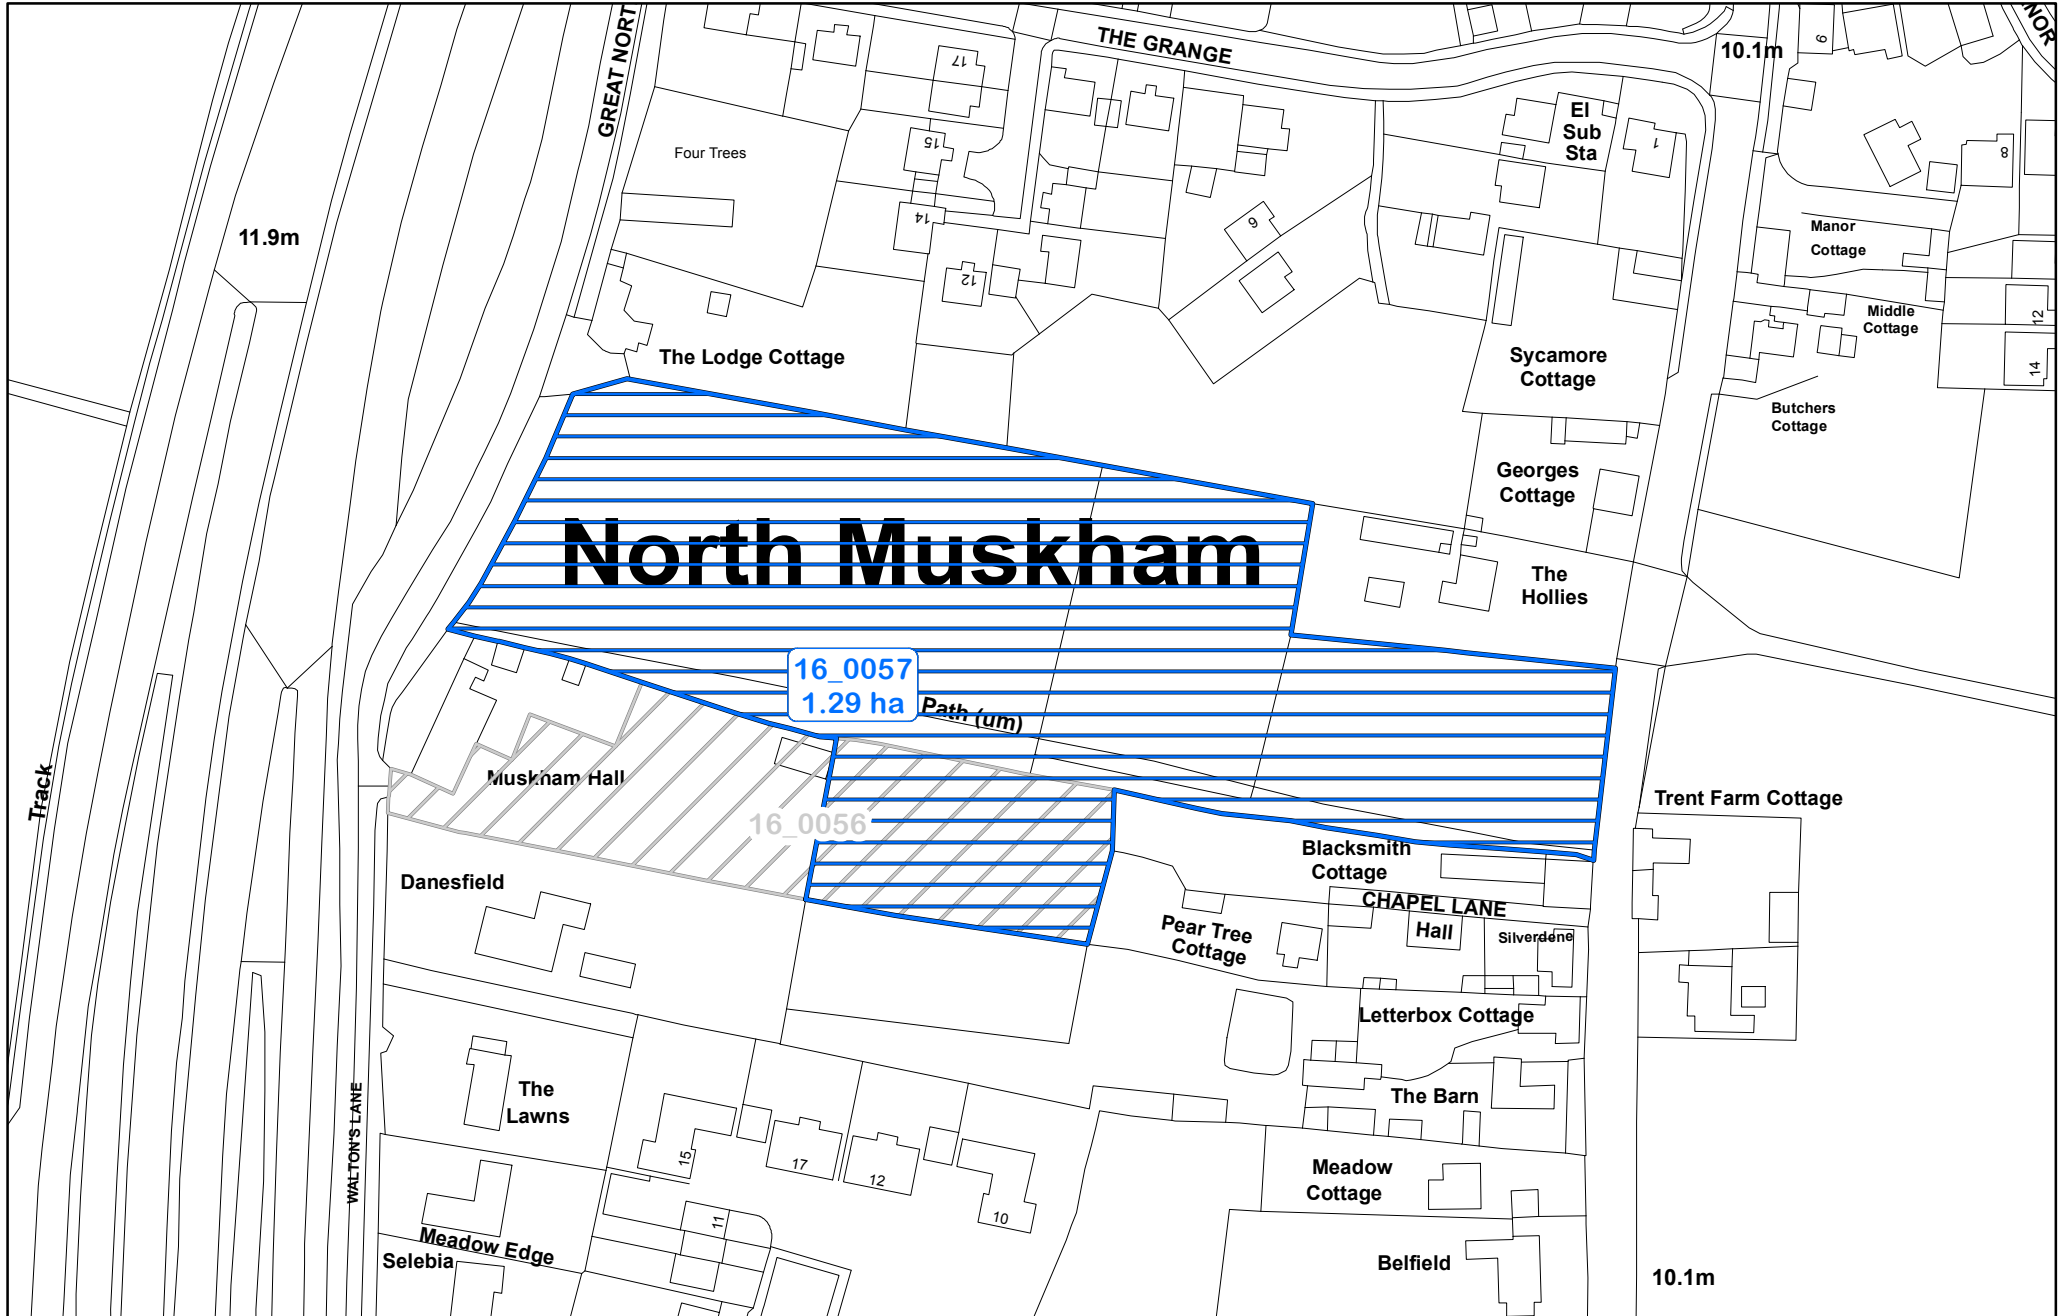 GREAT NORT
THE GRANGE
10.1m
NOR
9
17
El
Sub
Sta
1
Four Trees
15
8
14
6
Manor
Cottage
11.9m
12
Middle
Cottage
12
The Lodge Cottage
Sycamore
Cottage
14
Butchers
Cottage
Georges
Cottage
North Muskham
The
Hollies
16_0057
1.29 ha
Path (um)
Muskham Hall
Track
16_0056
Trent Farm Cottage
Blacksmith
Cottage
Danesfield
CHAPEL LANE
Hall
Silverdene
Pear Tree
Cottage
Letterbox Cottage
The
Lawns
The Barn
WALTON'S LANE
15
17
12
10
Meadow
Cottage
11
Meadow Edge
Selebia
Belfield
10.1m